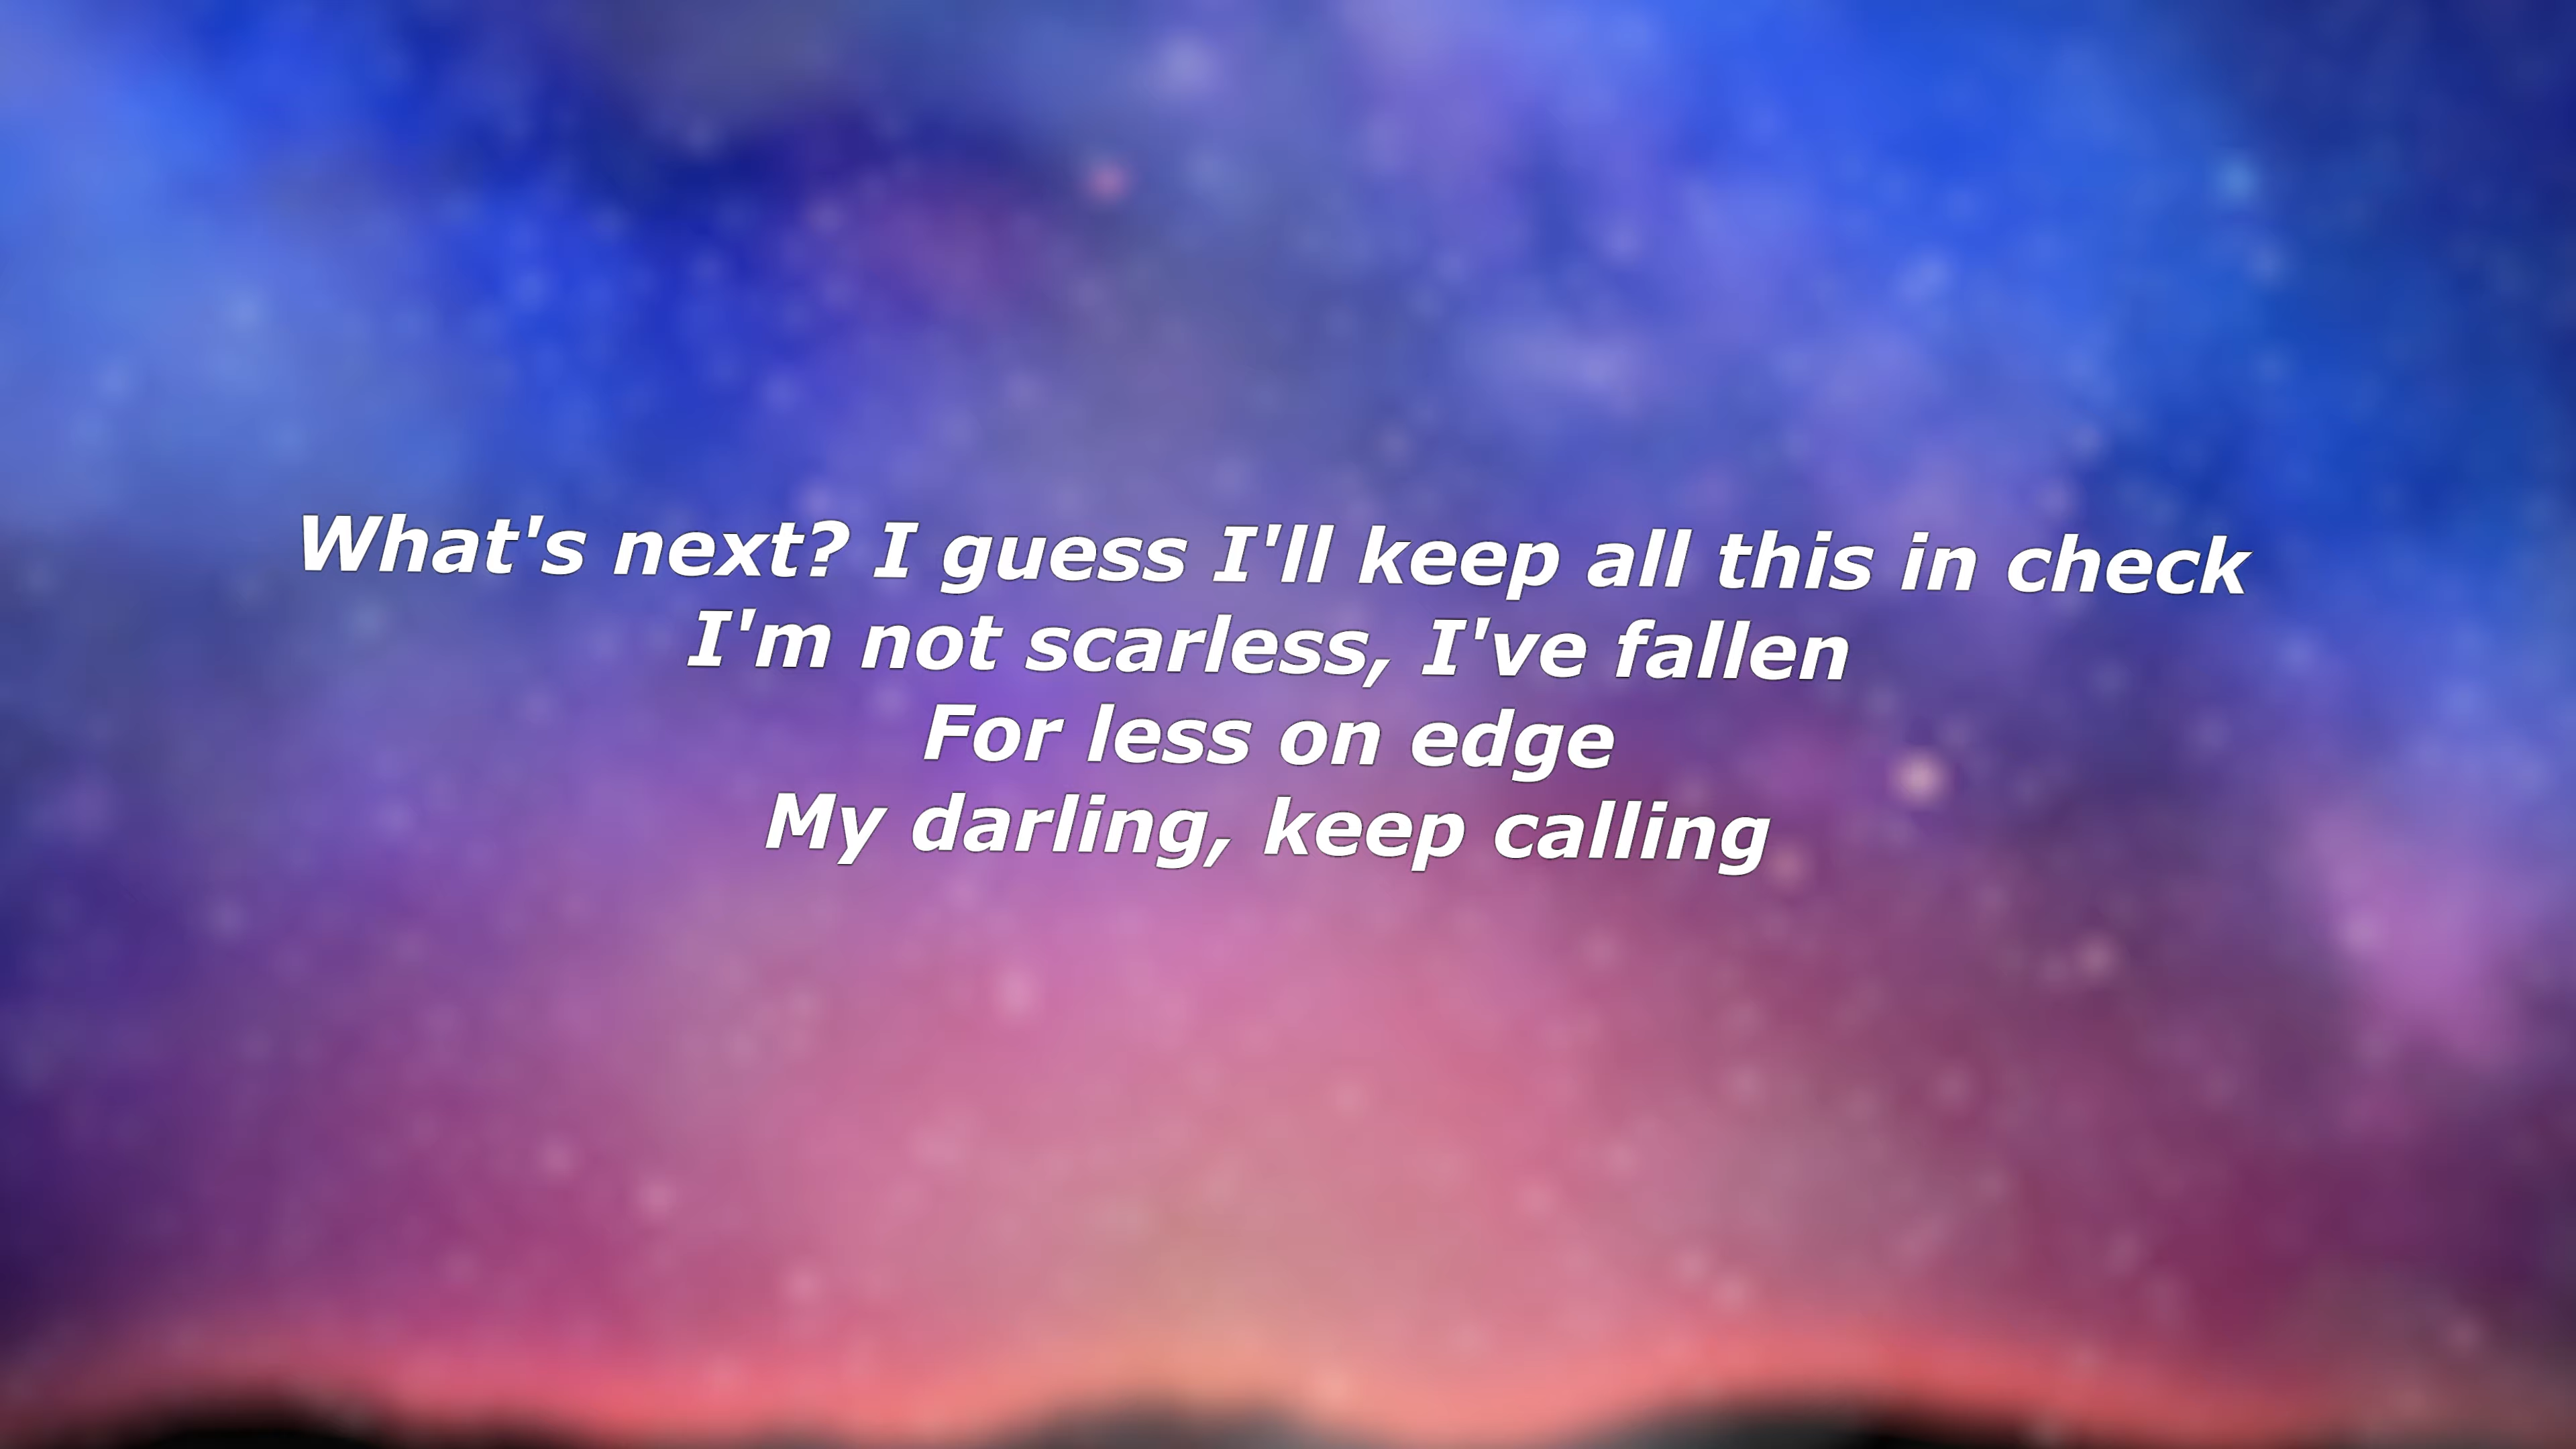 What's next? I guess I'll keep all this in check
I'm not scarless, I've fallen
For less on edge
My darling, keep calling